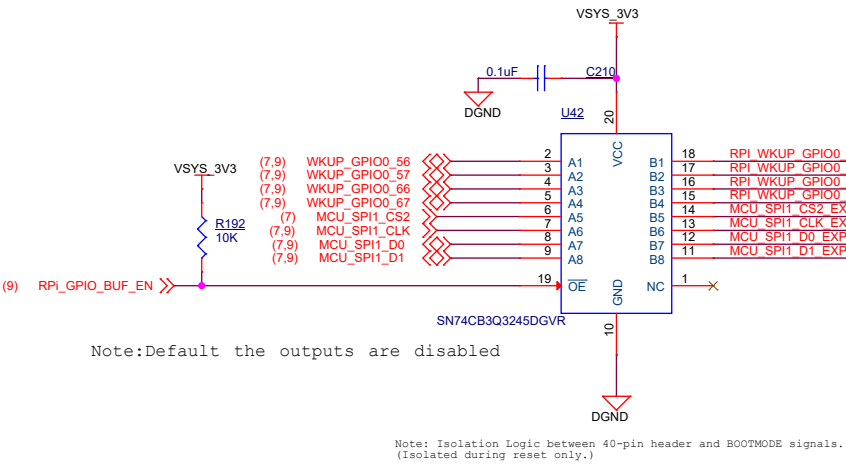 VSYS_3V3
0.1uF
C210
DGND
U42
20
VCC
VSYS_3V3
R192
10K
(7,9) WKUP_GPIO0_56 2 A1 B1 18 RPI_WKUP_GPIO0
(7,9) WKUP_GPIO0_57 3 A2 B2 17 RPI_WKUP_GPIO0
(7,9) WKUP_GPIO0_66 4 A3 B3 16 RPI_WKUP_GPIO0
(7,9) WKUP_GPIO0_67 5 A4 B4 15 RPI_WKUP_GPIO0
(7) MCU_SPI1_CS2 6 A5 B5 14 MCU_SPI1_CS2_EX
(7,9) MCU_SPI1_CLK 7 A6 B6 13 MCU_SPI1_CLK_EX
(7,9) MCU_SPI1_D0 8 A7 B7 12 MCU_SPI1_D0_EXP
(7,9) MCU_SPI1_D1 9 A8 B8 11 MCU_SPI1_D1_EXP
(9) RPi_GPIO_BUF_EN 19 OE NC 1
GND
SN74CB3Q3245DGVR
10
Note:Default the outputs are disabled
DGND
Note: Isolation Logic between 40-pin header and BOOTMODE signals.
(Isolated during reset only.)